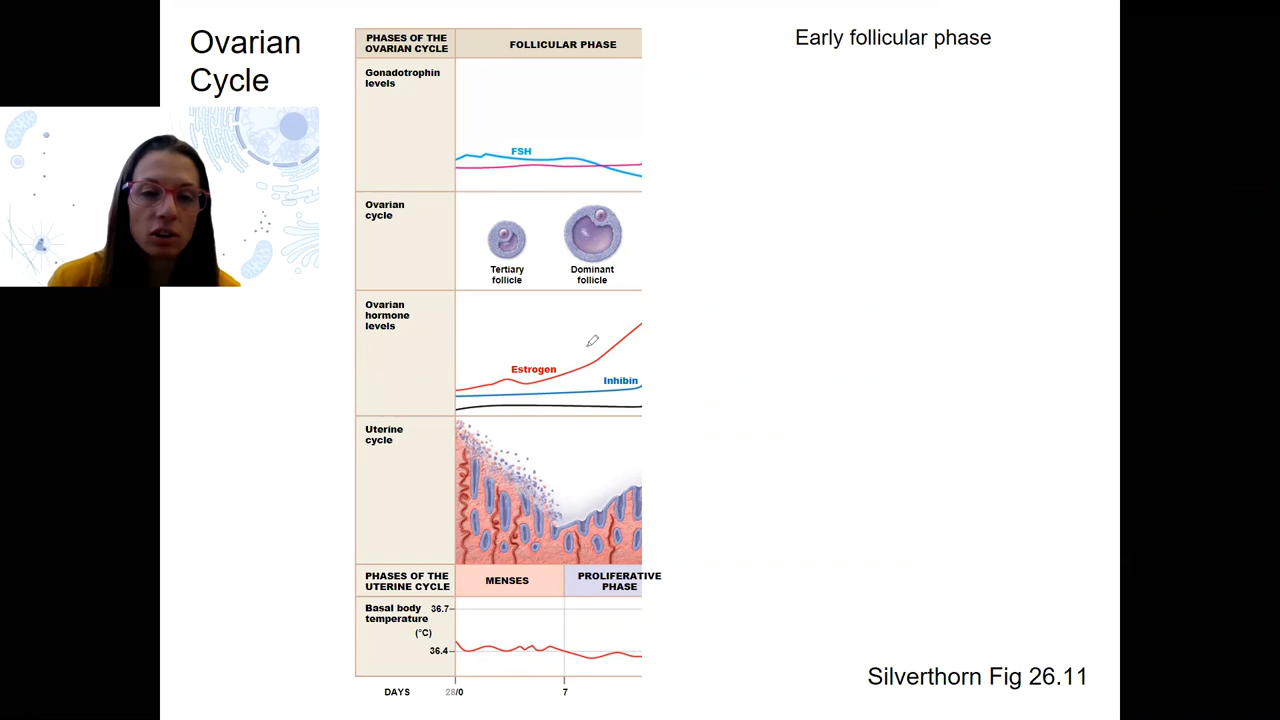 Ovarian
Cycle
PHASES OF THE
OVARIAN CYCLE
FOLLICULAR PHASE
Early follicular phase
Gonadotrophin
levels
FSH
Ovarian
cycle
Tertiary
follicle
Dominant
follicle
Ovarian
hormone
levels
Estrogen
Inhibin
Uterine
cycle
PHASES OF THE
UTERINE CYCLE
MENSES
PROLIFERATIVE
PHASE
Basal body
temperature
(°C)
36.7
36.4
DAYS
28/0
7
Silverthorn Fig 26.11